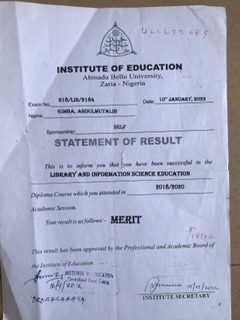 INSTITUTE OF EDUCATION
Ahmadu Bello University,
Zaria - Nigeria
Exam No. S18/LIS/3164 Date 10th JANUARY, 2022
Name: SIMBA, ABDULMUTALIB
Sponsorship: SELF
STATEMENT OF RESULT
This is to inform you that you have been successful in the
LIBRARY AND INFORMATION SCIENCE EDUCATION
Diploma Course which you attended in 2018/2020
Academic Session.
Your result is as follows:- MERIT
This result has been approved by the Professional and Academic Board of
the Institute of Education.
INSTITUTE SECRETARY